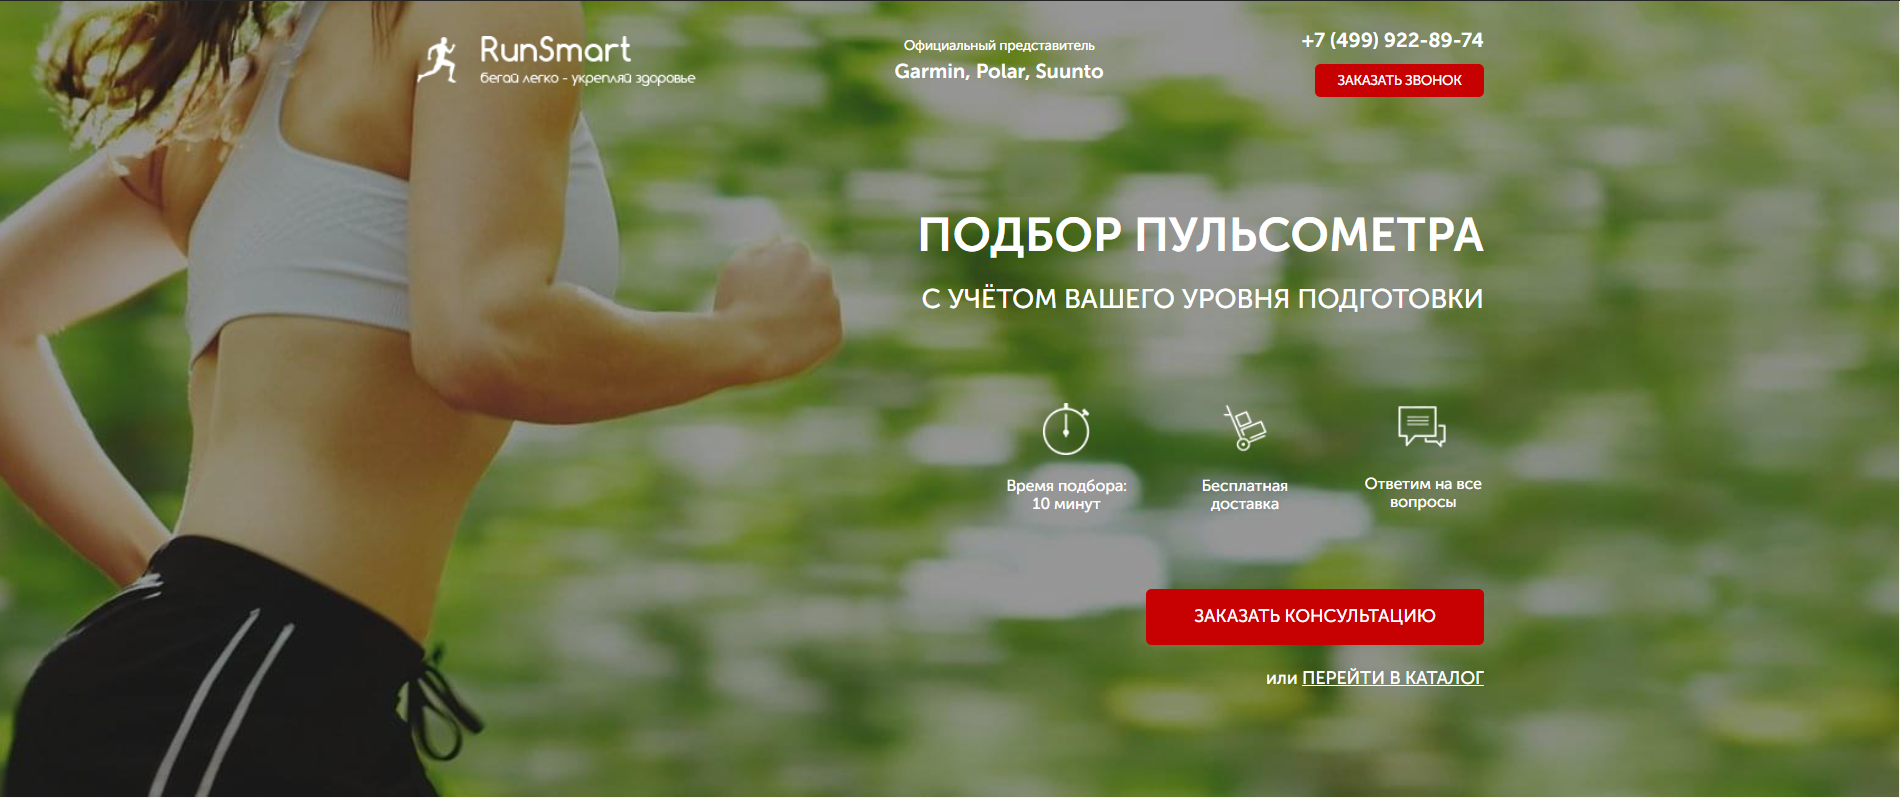 RunSmart
бегай легко - укрепляй здоровье
Официальный представитель
Garmin, Polar, Suunto
+7 (499) 922-89-74
ЗАКАЗАТЬ ЗВОНОК
ПОДБОР ПУЛЬСОМЕТРА
С УЧЁТОМ ВАШЕГО УРОВНЯ ПОДГОТОВКИ
Время подбора:
10 минут
Бесплатная
доставка
Ответим на все
вопросы
ЗАКАЗАТЬ КОНСУЛЬТАЦИЮ
или ПЕРЕЙТИ В КАТАЛОГ